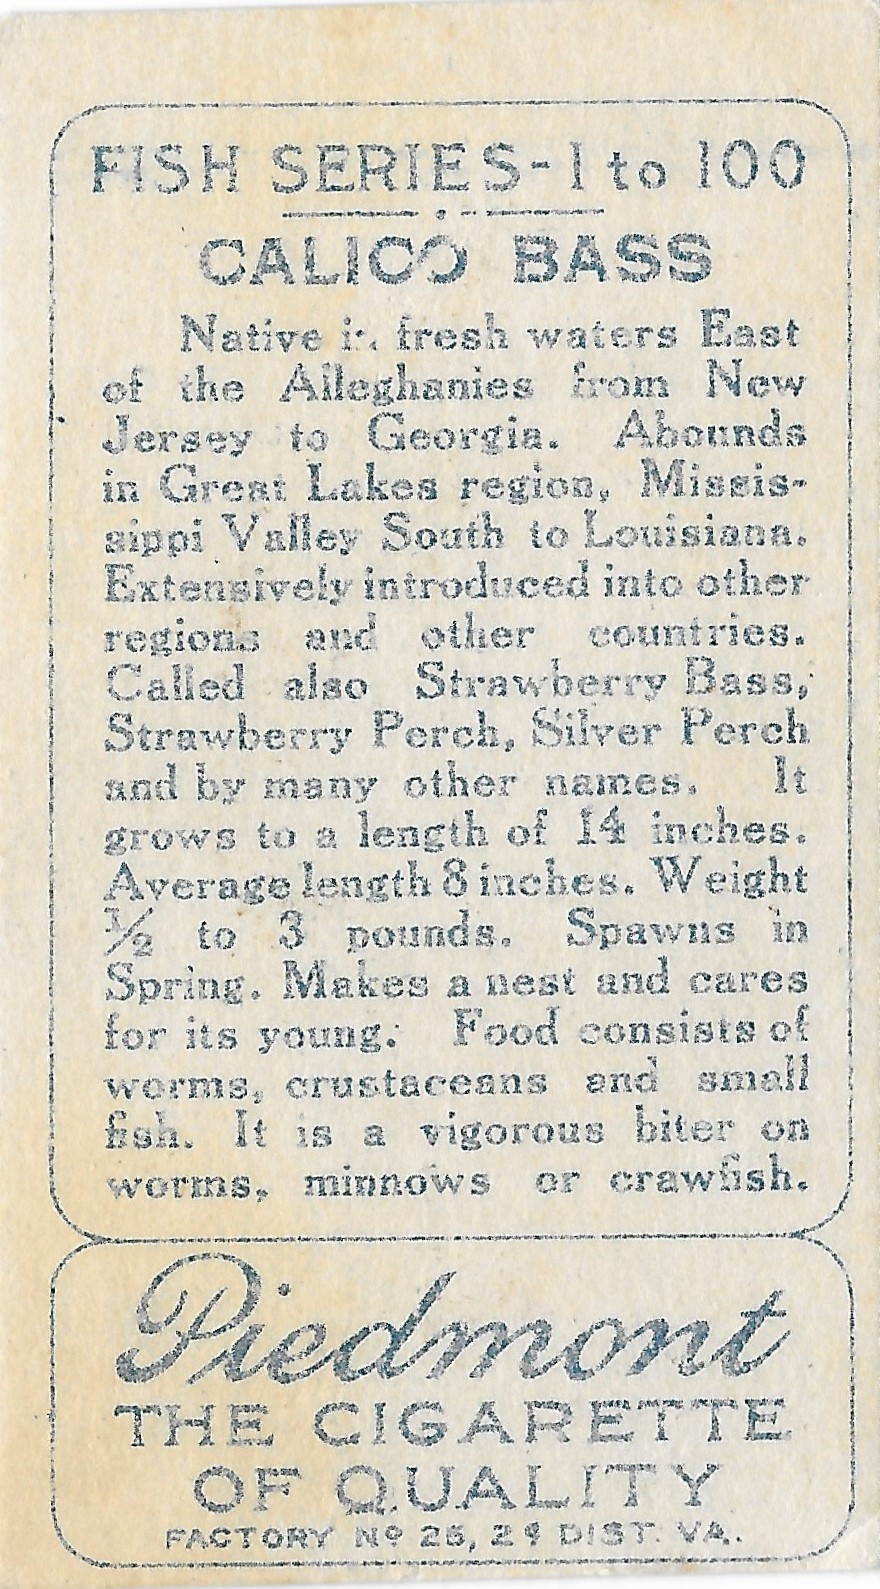 FISH SERIES-1 to 100
CALICO BASS
Native in fresh waters East
of the Alleghanies from New
Jersey to Georgia. Abounds
in Great Lakes region, Missis-
sippi Valley South to Louisiana.
Extensively introduced into other
regions and other countries.
Called also Strawberry Bass,
Strawberry Perch, Silver Perch
and by many other names. It
grows to a length of 14 inches.
Average length 8 inches. Weight
½ to 3 pounds. Spawns in
Spring. Makes a nest and cares
for its young. Food consists of
worms, crustaceans and small
fish. It is a vigorous biter on
worms, minnows or crawfish.
Piedmont
THE CIGARETTE
OF QUALITY
FACTORY Nº 25, 2d DIST. VA.